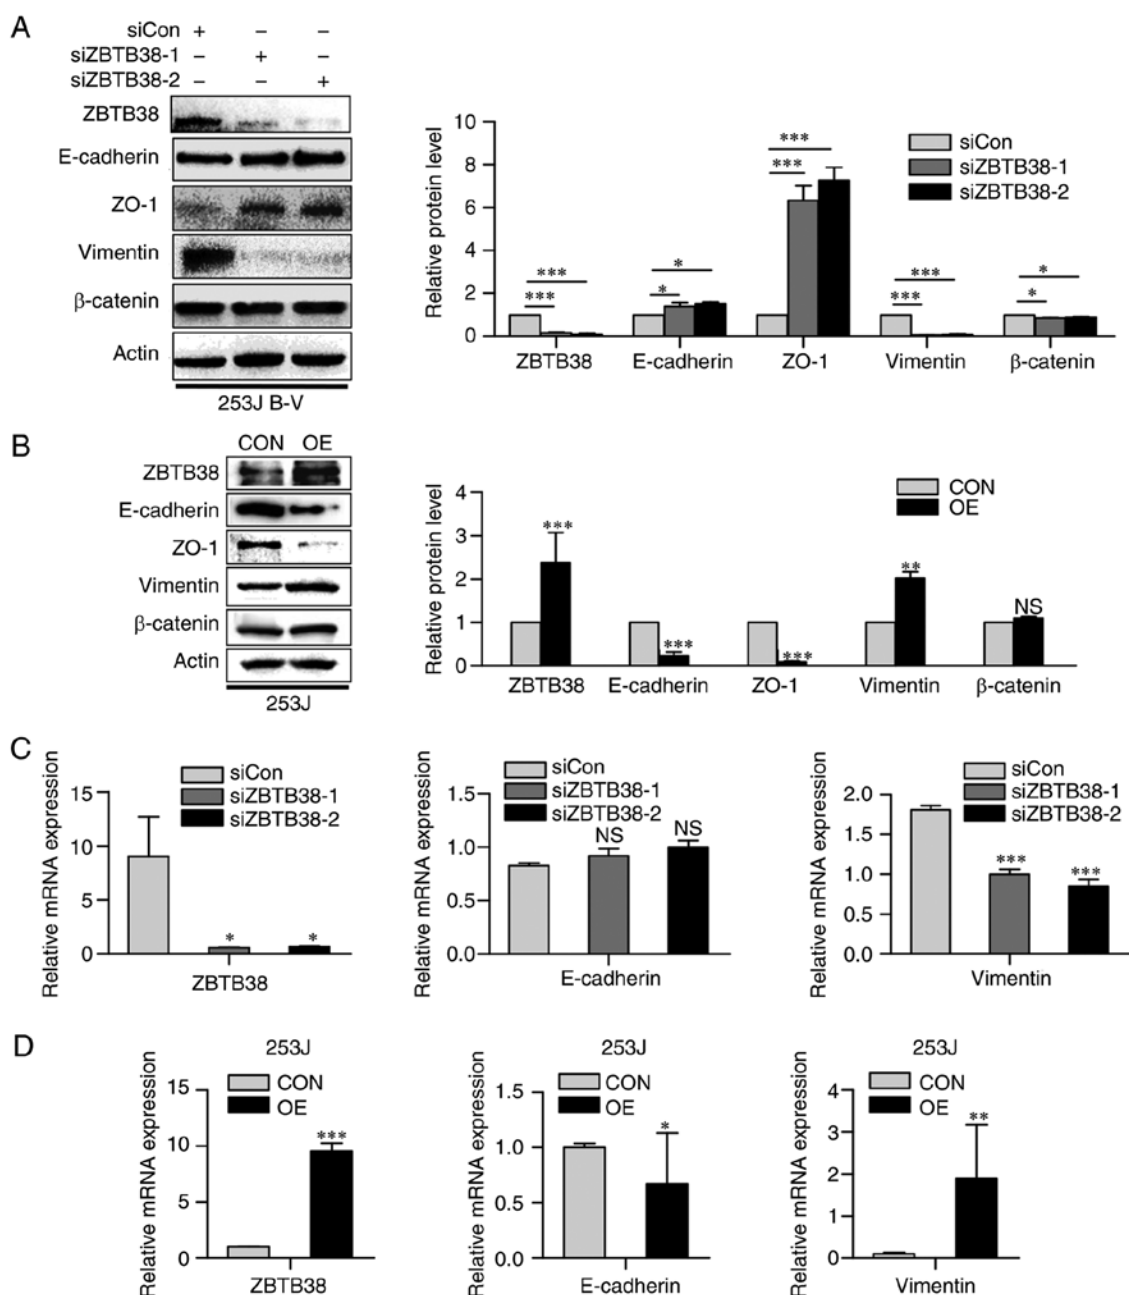 A
siCon + – –
siZBTB38-1 – + –
siZBTB38-2 – – +
ZBTB38
E-cadherin
ZO-1
Vimentin
β-catenin
Actin
253J B-V
Relative protein level
10
8
6
4
2
0
siCon
siZBTB38-1
siZBTB38-2
*** ***
* *
*** ***
*** ***
* *
ZBTB38 E-cadherin ZO-1 Vimentin β-catenin
B
CON OE
ZBTB38
E-cadherin
ZO-1
Vimentin
β-catenin
Actin
253J
Relative protein level
4
3
2
1
0
CON
OE
*** *** *** ** NS
ZBTB38 E-cadherin ZO-1 Vimentin β-catenin
C
Relative mRNA expression
15
10
5
0
siCon
siZBTB38-1
siZBTB38-2
* *
ZBTB38
Relative mRNA expression
1.5
1.0
0.5
0.0
siCon
siZBTB38-1
siZBTB38-2
NS NS
E-cadherin
Relative mRNA expression
2.0
1.5
1.0
0.5
0.0
siCon
siZBTB38-1
siZBTB38-2
*** ***
Vimentin
D
253J
Relative mRNA expression
15
10
5
0
CON
OE
***
ZBTB38
253J
Relative mRNA expression
1.5
1.0
0.5
0.0
CON
OE
*
E-cadherin
253J
Relative mRNA expression
4
3
2
1
0
CON
OE
**
Vimentin